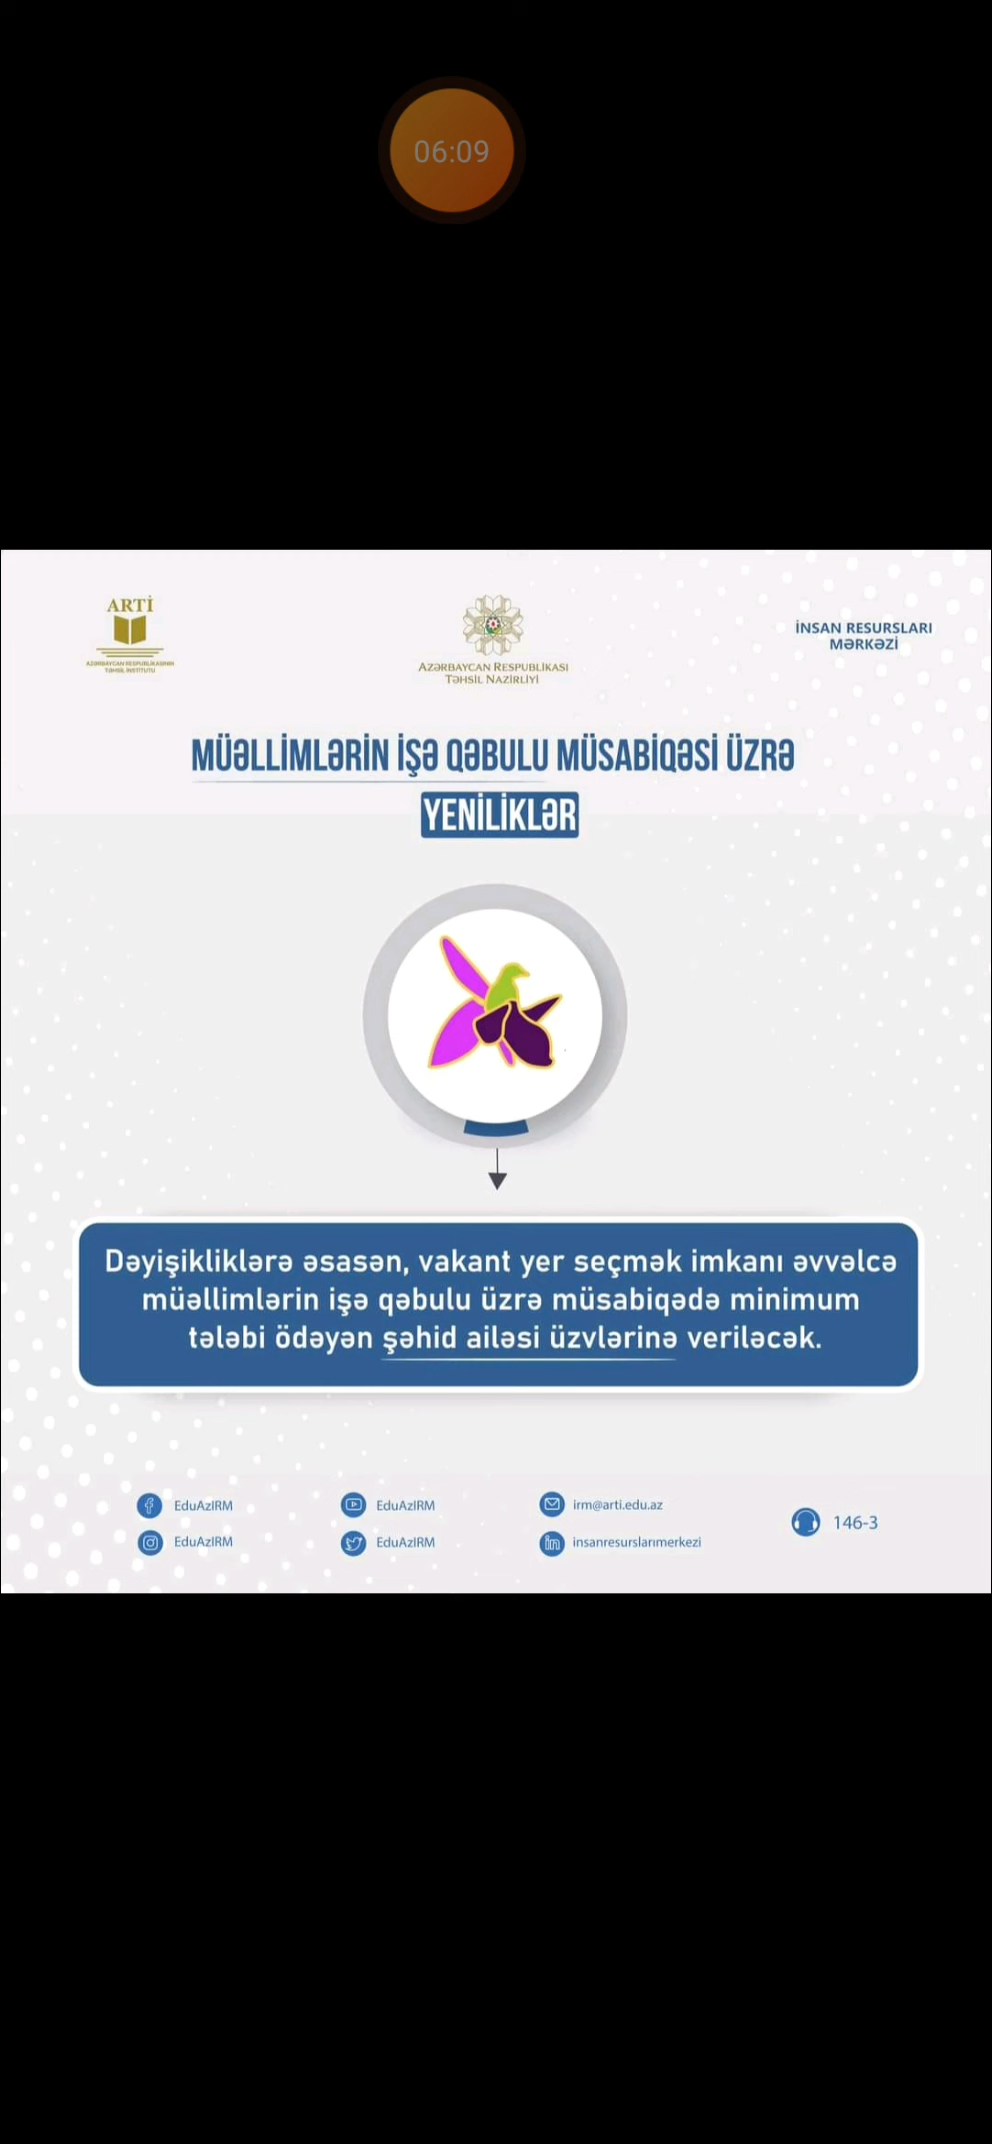 06:09
ARTİ
AZƏRBAYCAN RESPUBLİKASININ
TƏHSİL İNSTİTUTU
AZƏRBAYCAN RESPUBLİKASI
TƏHSİL NAZİRLİYİ
İNSAN RESURSLARI
MƏRKƏZİ
MÜƏLLİMLƏRİN İŞƏ QƏBULU MÜSABİQƏSİ ÜZRƏ
YENİLİKLƏR
Dəyişikliklərə əsasən, vakant yer seçmək imkanı əvvəlcə
müəllimlərin işə qəbulu üzrə müsabiqədə minimum
tələbi ödəyən şəhid ailəsi üzvlərinə veriləcək.
EduAzIRM
EduAzIRM
EduAzIRM
EduAzIRM
irm@arti.edu.az
insanresurslarımerkezi
146-3